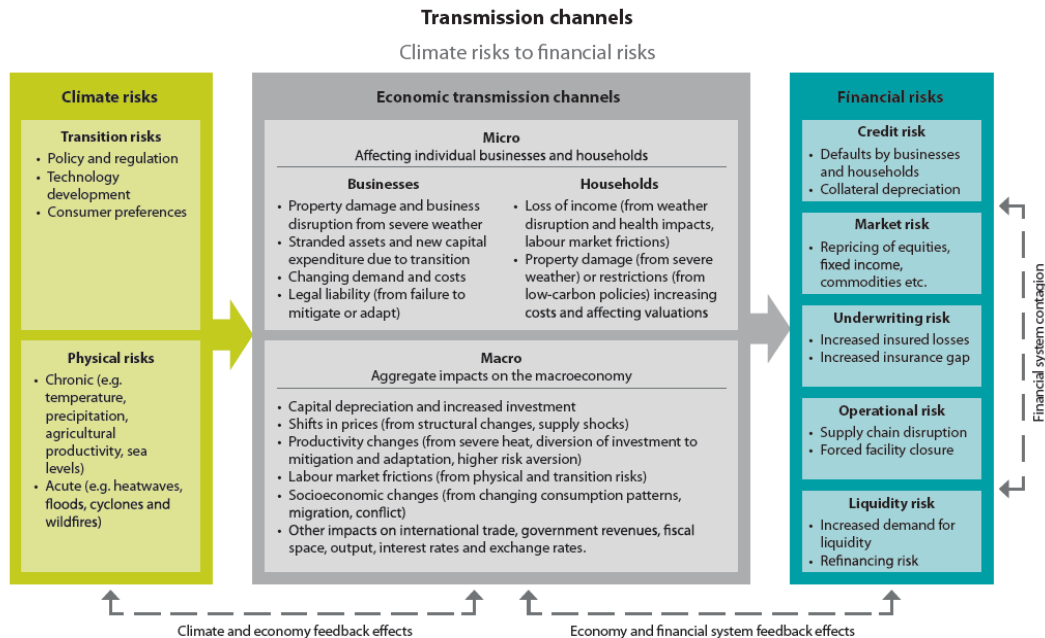 Transmission channels
Climate risks to financial risks
Climate risks
Transition risks
• Policy and regulation
• Technology
development
• Consumer preferences
Physical risks
• Chronic (e.g.
temperature,
precipitation,
agricultural
productivity, sea
levels)
• Acute (e.g. heatwaves,
floods, cyclones and
wildfires)
Economic transmission channels
Micro
Affecting individual businesses and households
Businesses
• Property damage and business
disruption from severe weather
• Stranded assets and new capital
expenditure due to transition
• Changing demand and costs
• Legal liability (from failure to
mitigate or adapt)
Households
• Loss of income (from weather
disruption and health impacts,
labour market frictions)
• Property damage (from severe
weather) or restrictions (from
low-carbon policies) increasing
costs and affecting valuations
Macro
Aggregate impacts on the macroeconomy
• Capital depreciation and increased investment
• Shifts in prices (from structural changes, supply shocks)
• Productivity changes (from severe heat, diversion of investment to
mitigation and adaptation, higher risk aversion)
• Labour market frictions (from physical and transition risks)
• Socioeconomic changes (from changing consumption patterns,
migration, conflict)
• Other impacts on international trade, government revenues, fiscal
space, output, interest rates and exchange rates.
Financial risks
Credit risk
• Defaults by businesses
and households
• Collateral depreciation
Market risk
• Repricing of equities,
fixed income,
commodities etc.
Underwriting risk
• Increased insured losses
• Increased insurance gap
Operational risk
• Supply chain disruption
• Forced facility closure
Liquidity risk
• Increased demand for
liquidity
• Refinancing risk
Financial system contagion
Climate and economy feedback effects
Economy and financial system feedback effects